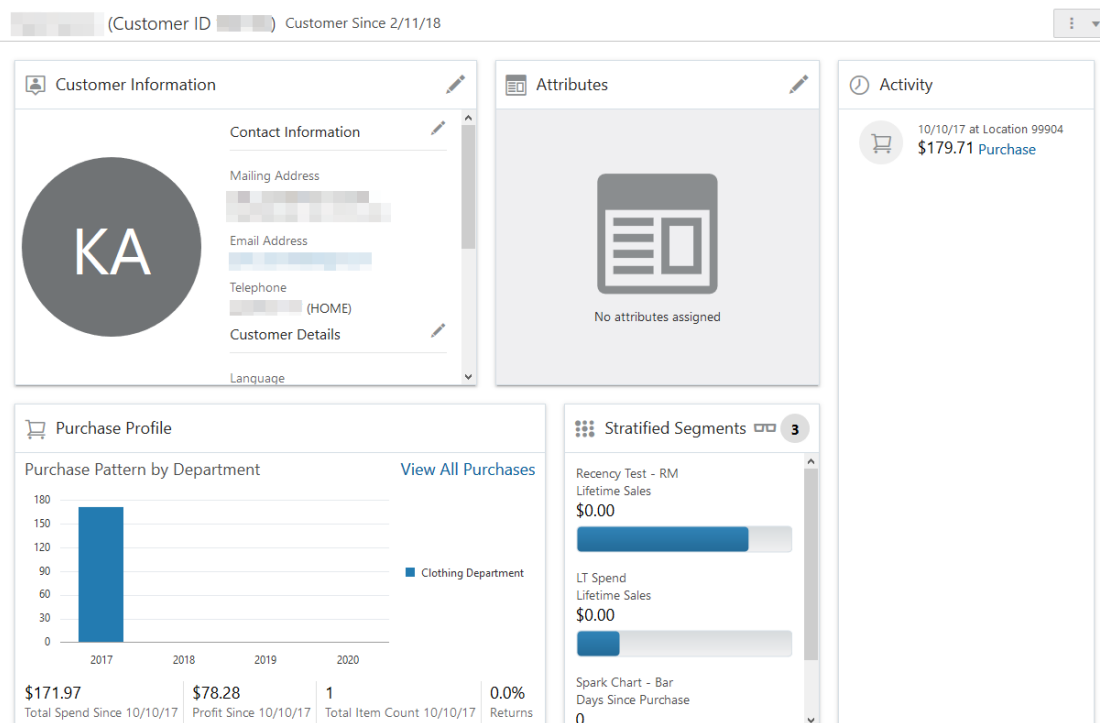 (Customer ID ) Customer Since 2/11/18
Customer Information
Contact Information
Mailing Address
Email Address
Telephone
(HOME)
Customer Details
Language
KA
Attributes
No attributes assigned
Activity
10/10/17 at Location 99904
$179.71 Purchase
Purchase Profile
Purchase Pattern by Department
View All Purchases
180
150
120
90
60
30
0
2017 2018 2019 2020
Clothing Department
$171.97
Total Spend Since 10/10/17
$78.28
Profit Since 10/10/17
1
Total Item Count 10/10/17
0.0%
Returns
Stratified Segments 3
Recency Test - RM
Lifetime Sales
$0.00
LT Spend
Lifetime Sales
$0.00
Spark Chart - Bar
Days Since Purchase
0